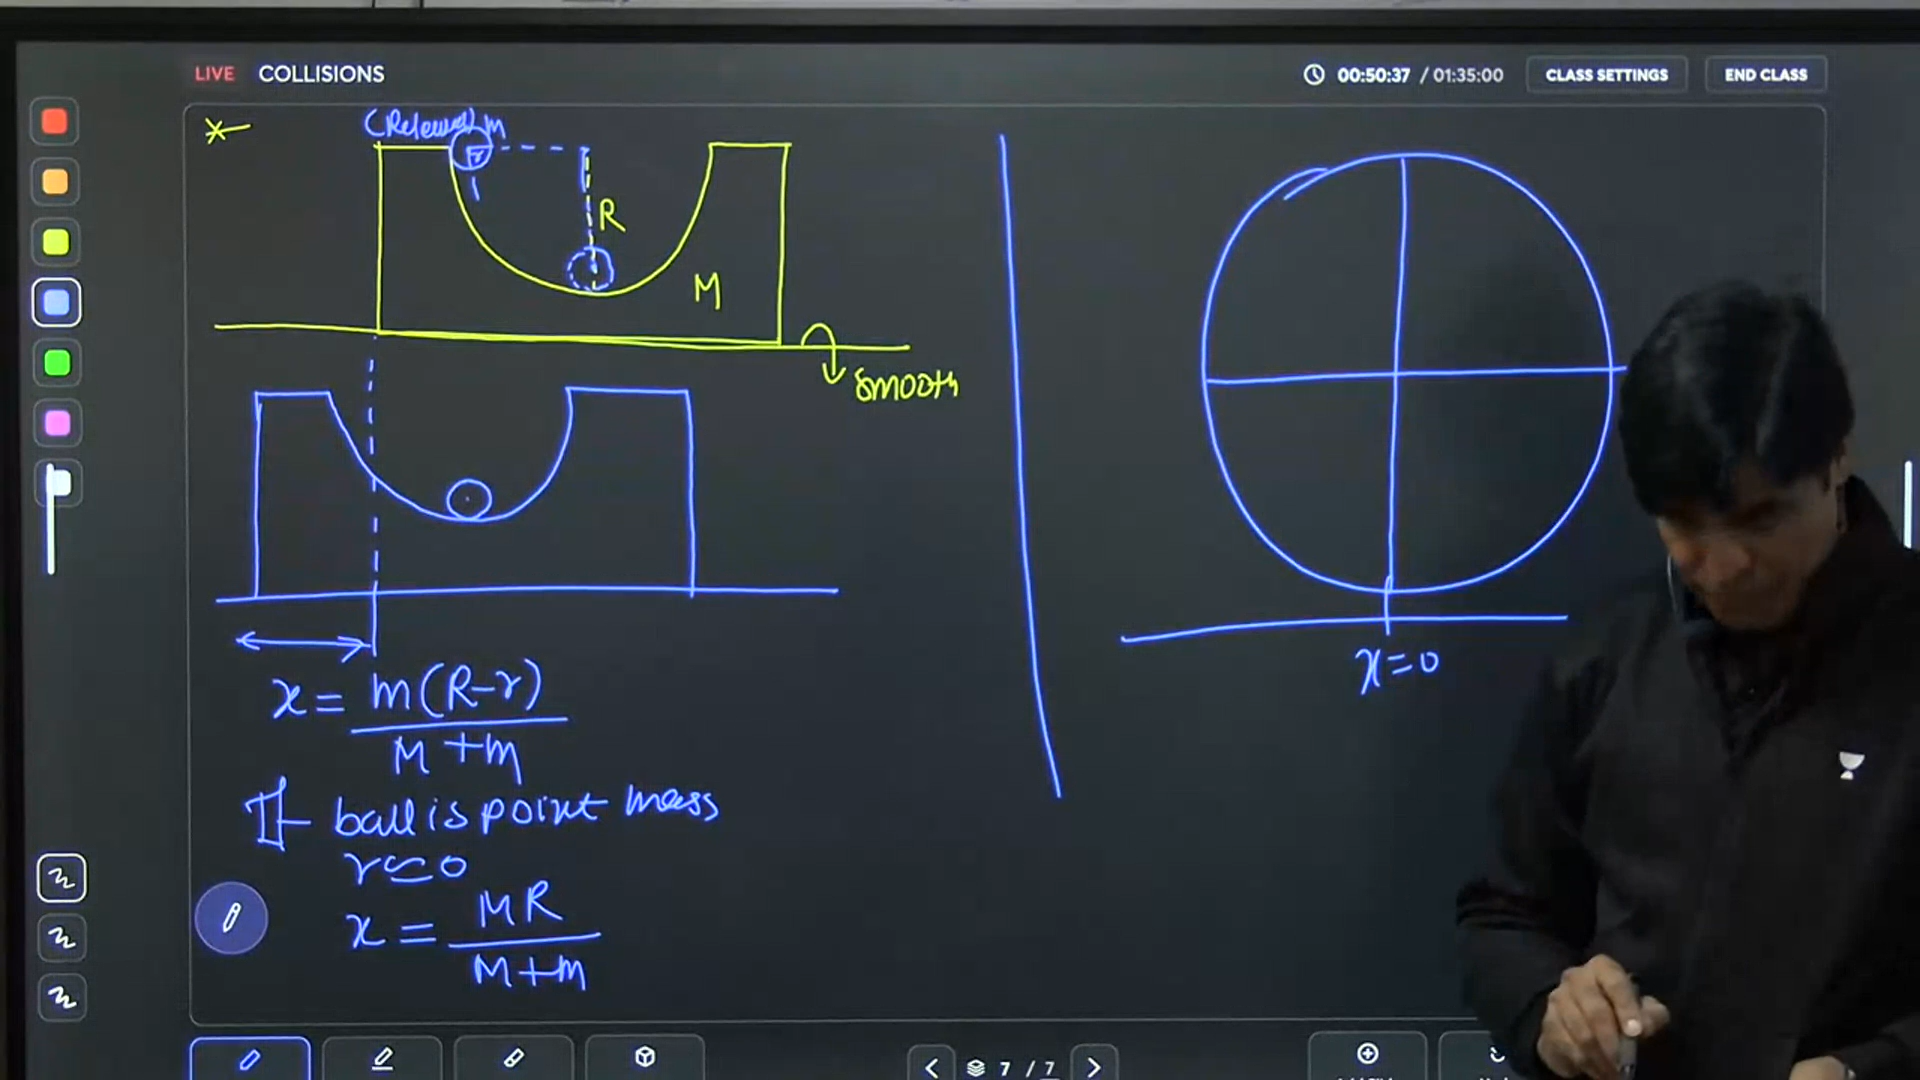 LIVE COLLISIONS
00:50:37 / 01:35:00 CLASS SETTINGS END CLASS
m
r
R
M
smooth
x = m(R-r)
M+m
If ball is point mass
r ≃ 0
x = MR
M+m
x=0
7 / 7